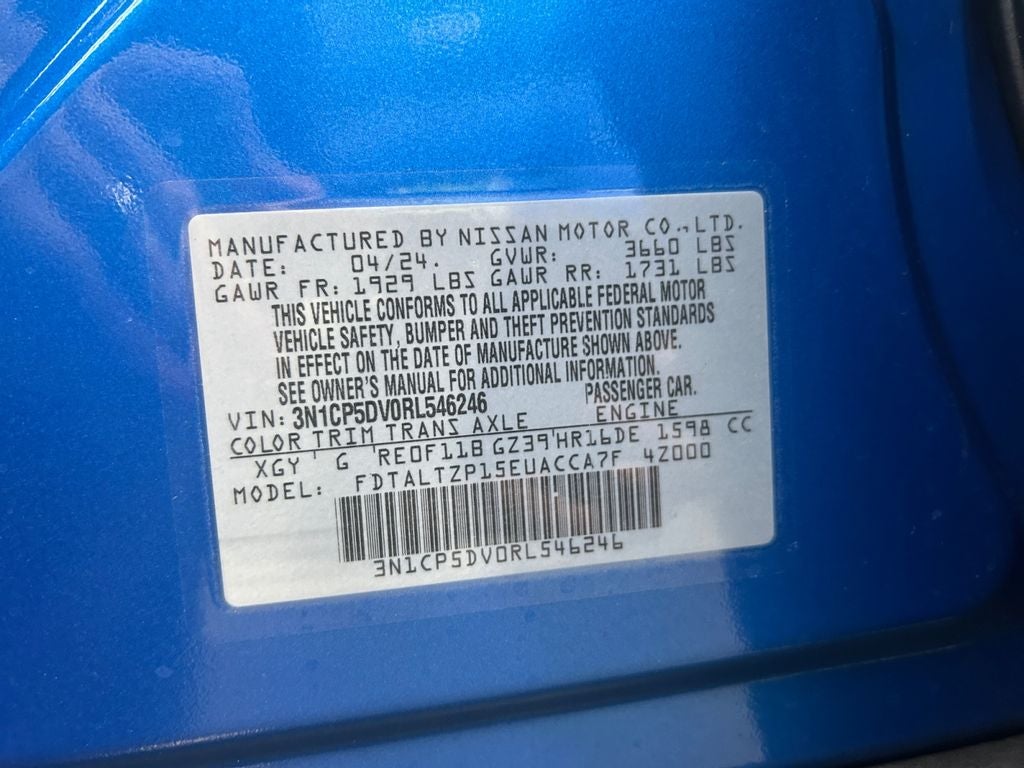 MANUFACTURED BY NISSAN MOTOR CO., LTD.
DATE: 04/24. GVWR: 3660 LBS
GAWR FR: 1929 LBS GAWR RR: 1731 LBS
THIS VEHICLE CONFORMS TO ALL APPLICABLE FEDERAL MOTOR
VEHICLE SAFETY, BUMPER AND THEFT PREVENTION STANDARDS
IN EFFECT ON THE DATE OF MANUFACTURE SHOWN ABOVE.
SEE OWNER'S MANUAL FOR ADDITIONAL INFORMATION.
VIN: 3N1CP5DV0RL546246 PASSENGER CAR.
COLOR TRIM TRANS AXLE ENGINE
XGY G RE0F11B GZ39 HR16DE 1598 CC
MODEL: FDTALTZP15EUACCA7F 4Z000
3N1CP5DV0RL546246